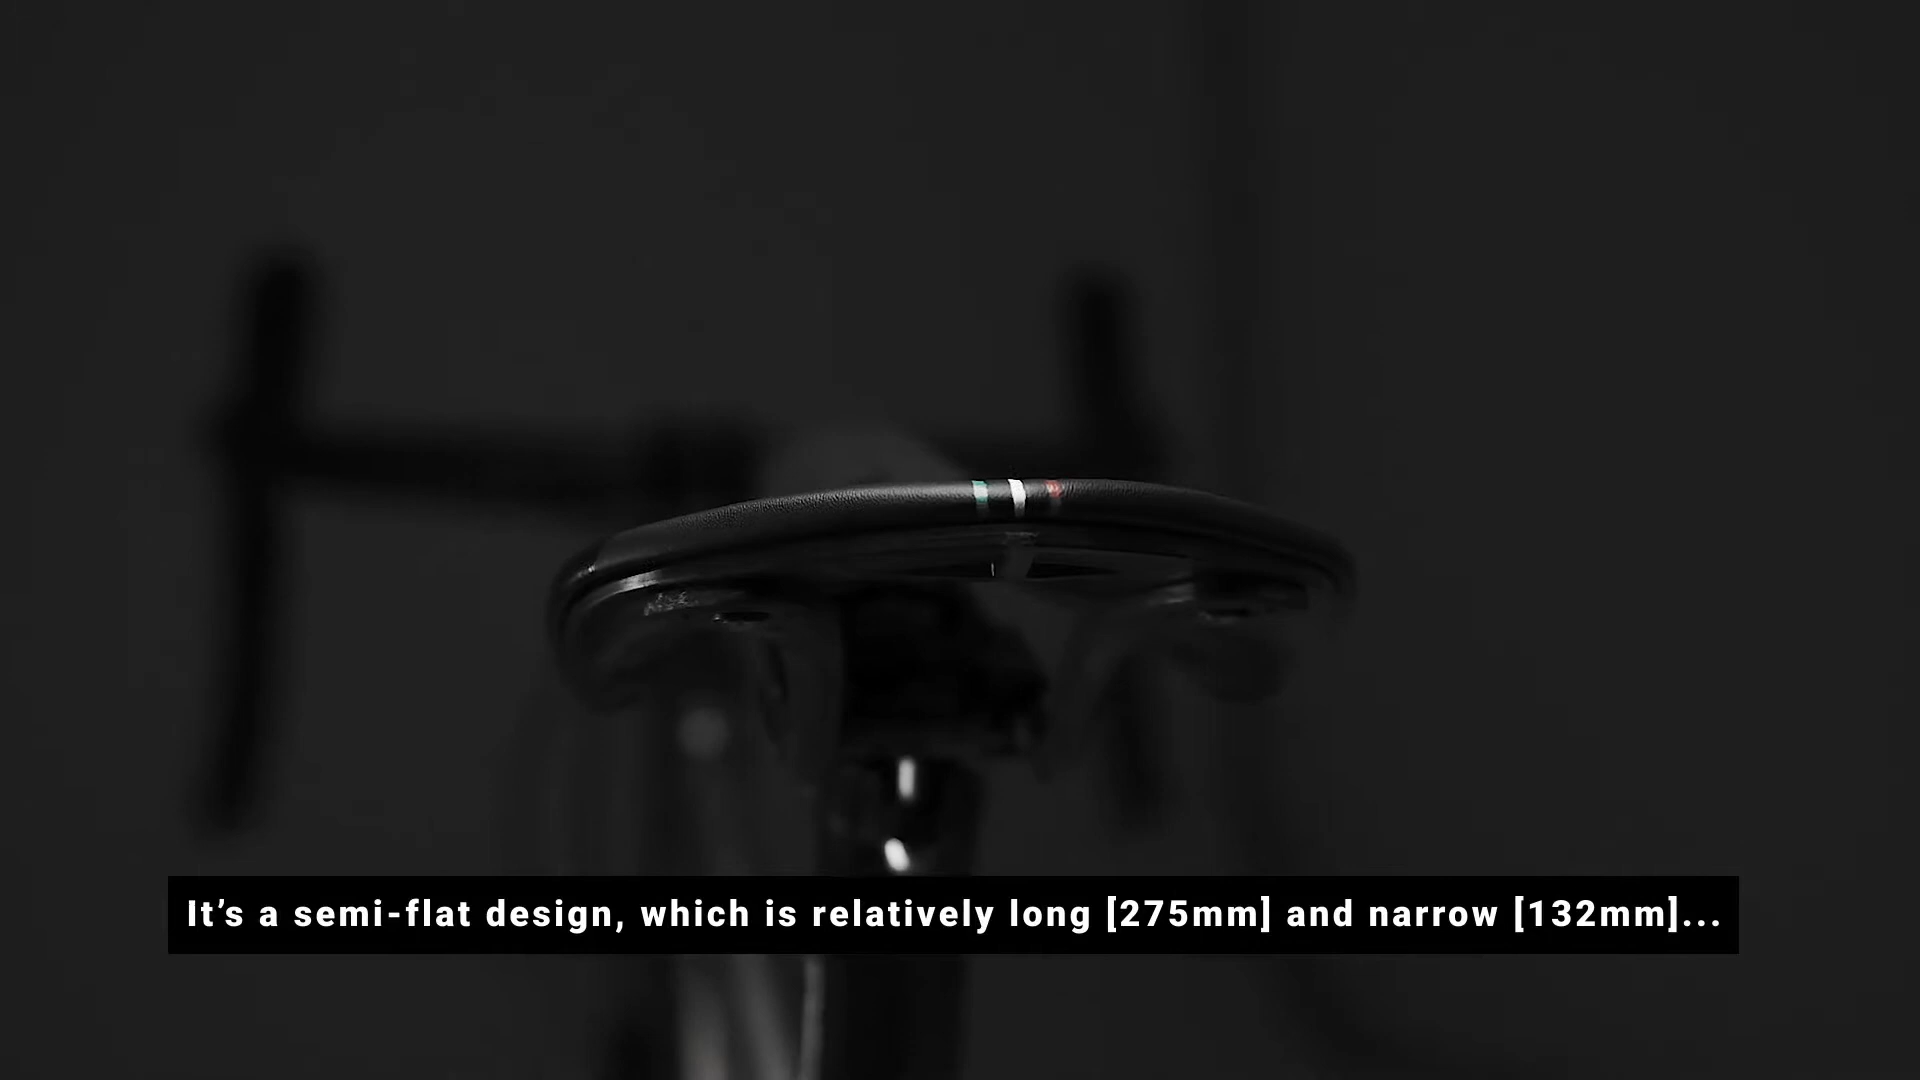 It’s a semi-flat design, which is relatively long [275mm] and narrow [132mm]...